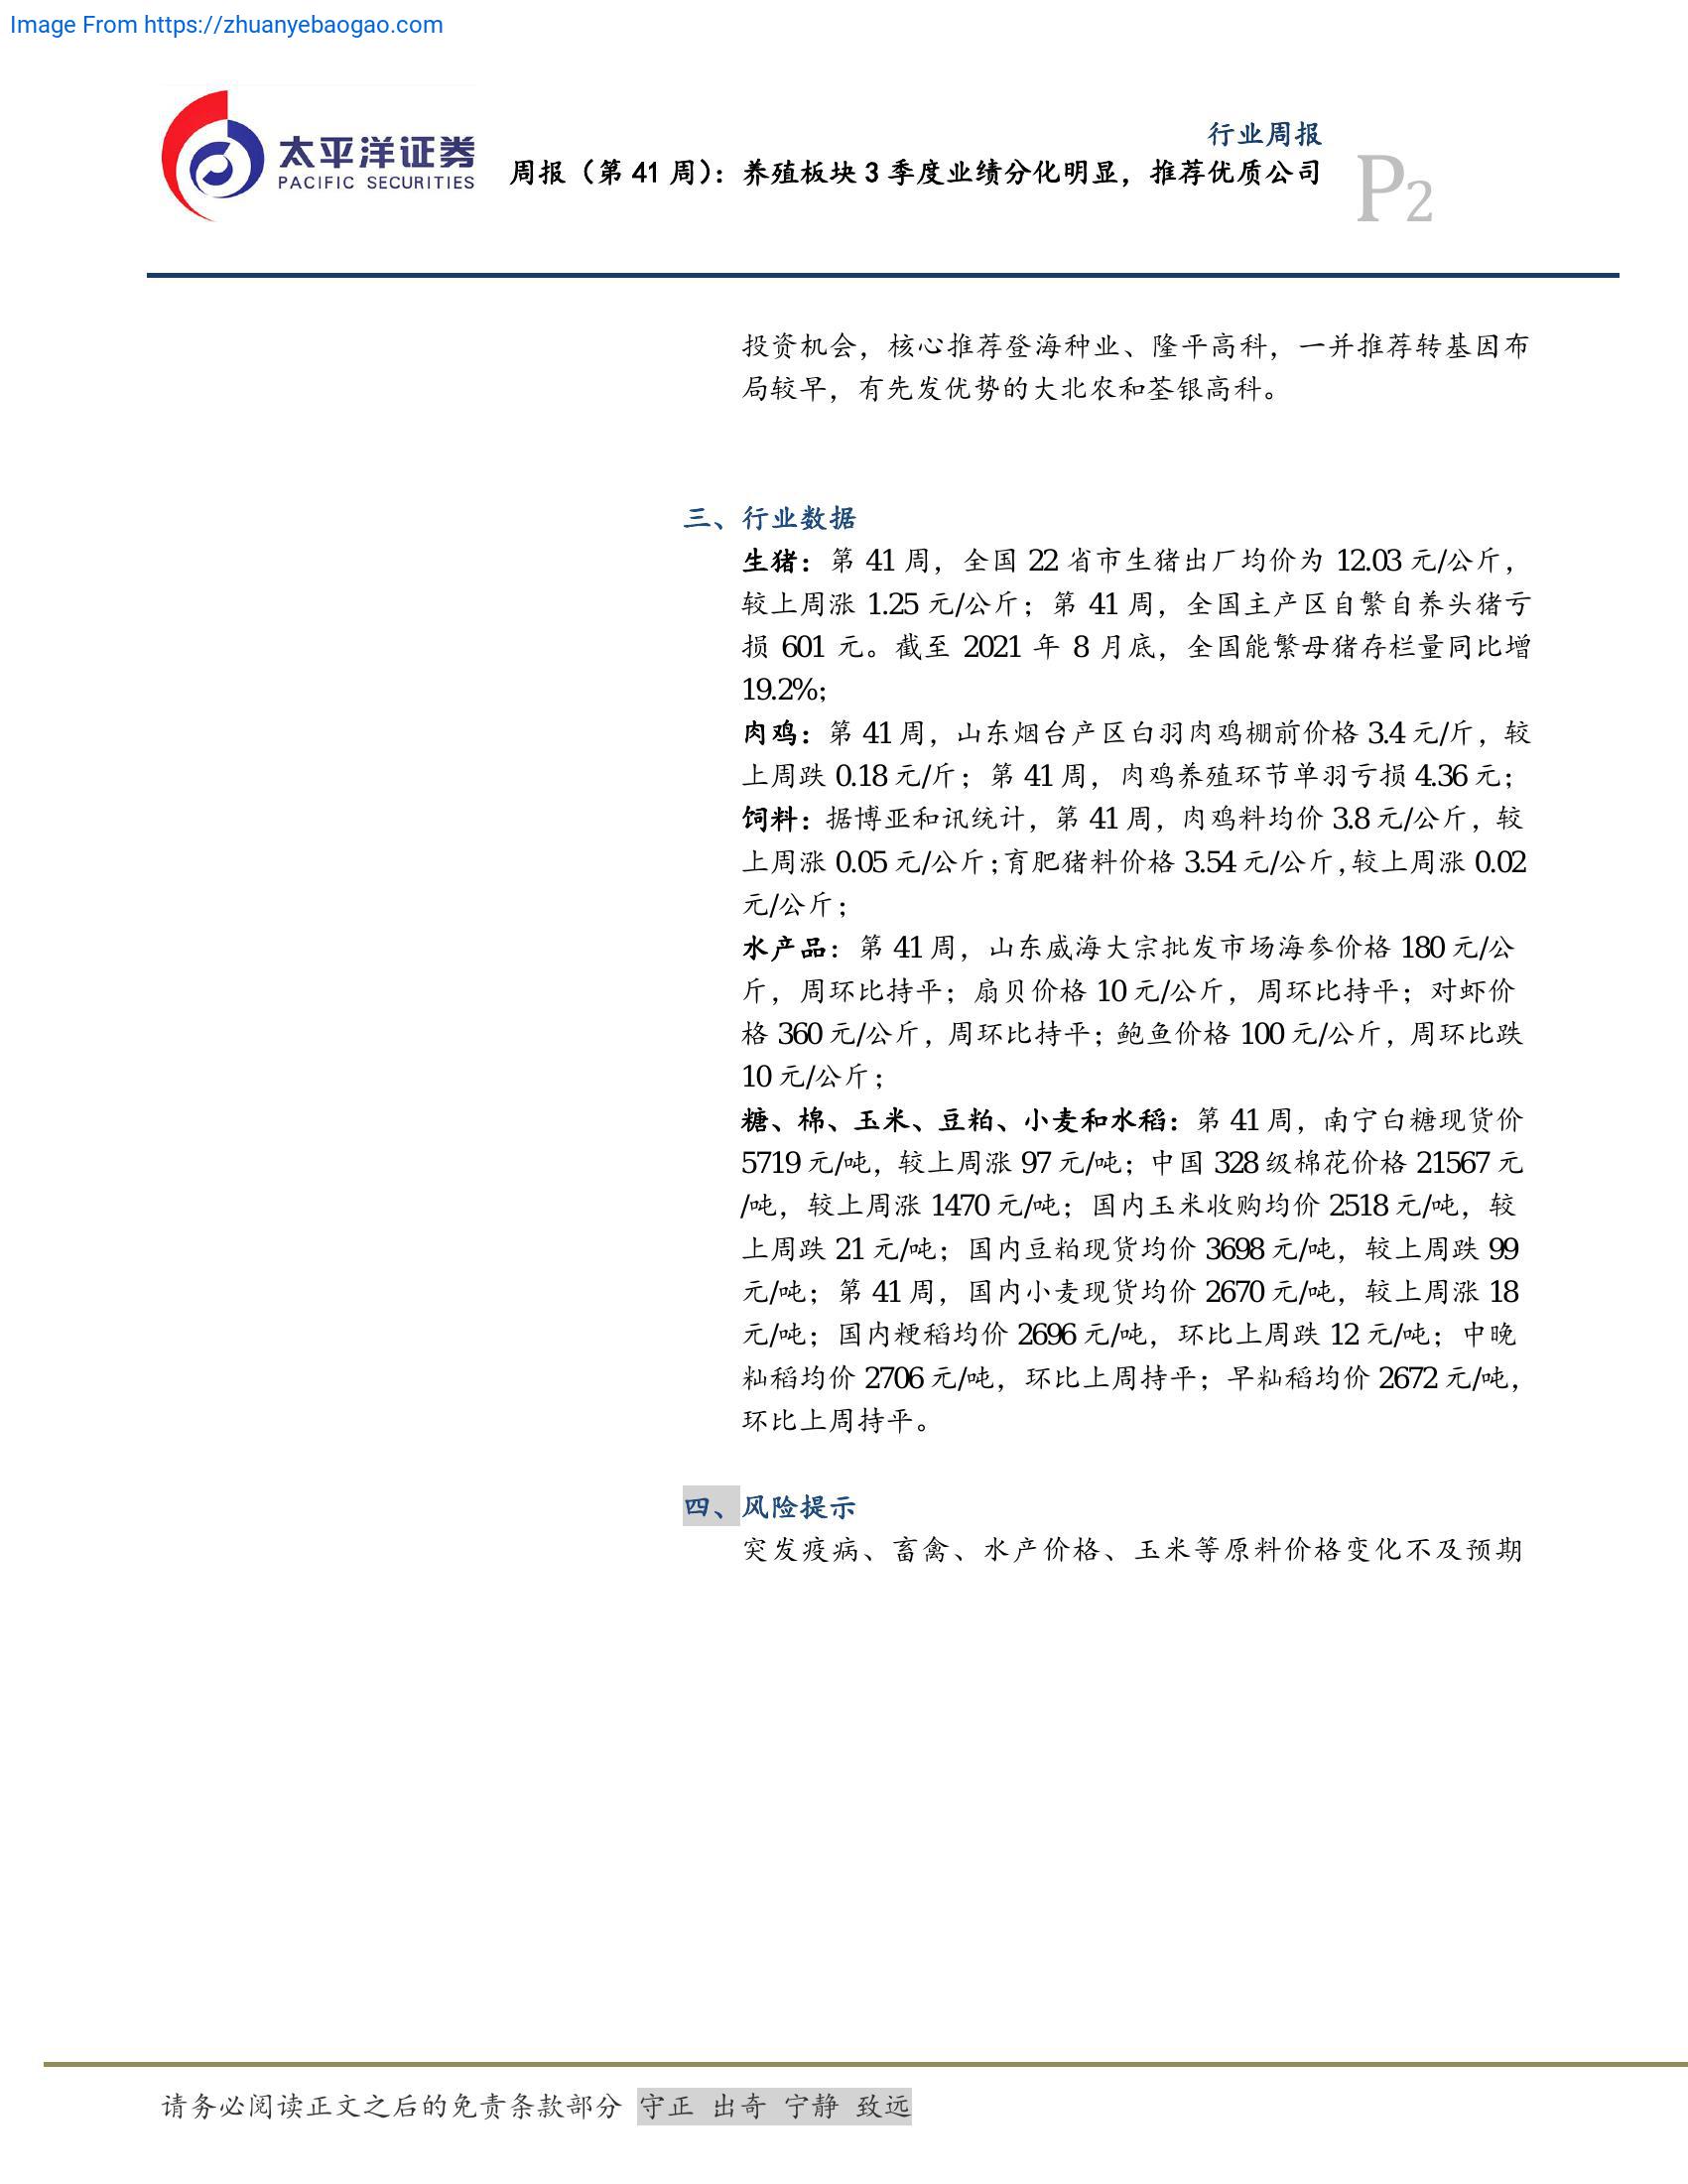 Image From https://zhuanyebaogao.com
太平洋证券
PACIFIC SECURITIES
行业周报
周报（第 41 周）：养殖板块 3 季度业绩分化明显，推荐优质公司
P2
投资机会，核心推荐登海种业、隆平高科，一并推荐转基因布
局较早，有先发优势的大北农和荃银高科。
三、行业数据
生猪：第 41 周，全国 22 省市生猪出厂均价为 12.03 元/公斤，
较上周涨 1.25 元/公斤；第 41 周，全国主产区自繁自养头猪亏
损 601 元。截至 2021 年 8 月底，全国能繁母猪存栏量同比增
19.2%；
肉鸡：第 41 周，山东烟台产区白羽肉鸡棚前价格 3.4 元/斤，较
上周跌 0.18 元/斤；第 41 周，肉鸡养殖环节单羽亏损 4.36 元；
饲料：据博亚和讯统计，第 41 周，肉鸡料均价 3.8 元/公斤，较
上周涨 0.05 元/公斤；育肥猪料价格 3.54 元/公斤，较上周涨 0.02
元/公斤；
水产品：第 41 周，山东威海大宗批发市场海参价格 180 元/公
斤，周环比持平；扇贝价格 10 元/公斤，周环比持平；对虾价
格 360 元/公斤，周环比持平；鲍鱼价格 100 元/公斤，周环比跌
10 元/公斤；
糖、棉、玉米、豆粕、小麦和水稻：第 41 周，南宁白糖现货价
5719 元/吨，较上周涨 97 元/吨；中国 328 级棉花价格 21567 元
/吨，较上周涨 1470 元/吨；国内玉米收购均价 2518 元/吨，较
上周跌 21 元/吨；国内豆粕现货均价 3698 元/吨，较上周跌 99
元/吨；第 41 周，国内小麦现货均价 2670 元/吨，较上周涨 18
元/吨；国内粳稻均价 2696 元/吨，环比上周跌 12 元/吨；中晚
籼稻均价 2706 元/吨，环比上周持平；早籼稻均价 2672 元/吨，
环比上周持平。
四、风险提示
突发疫病、畜禽、水产价格、玉米等原料价格变化不及预期
请务必阅读正文之后的免责条款部分 守正 出奇 宁静 致远